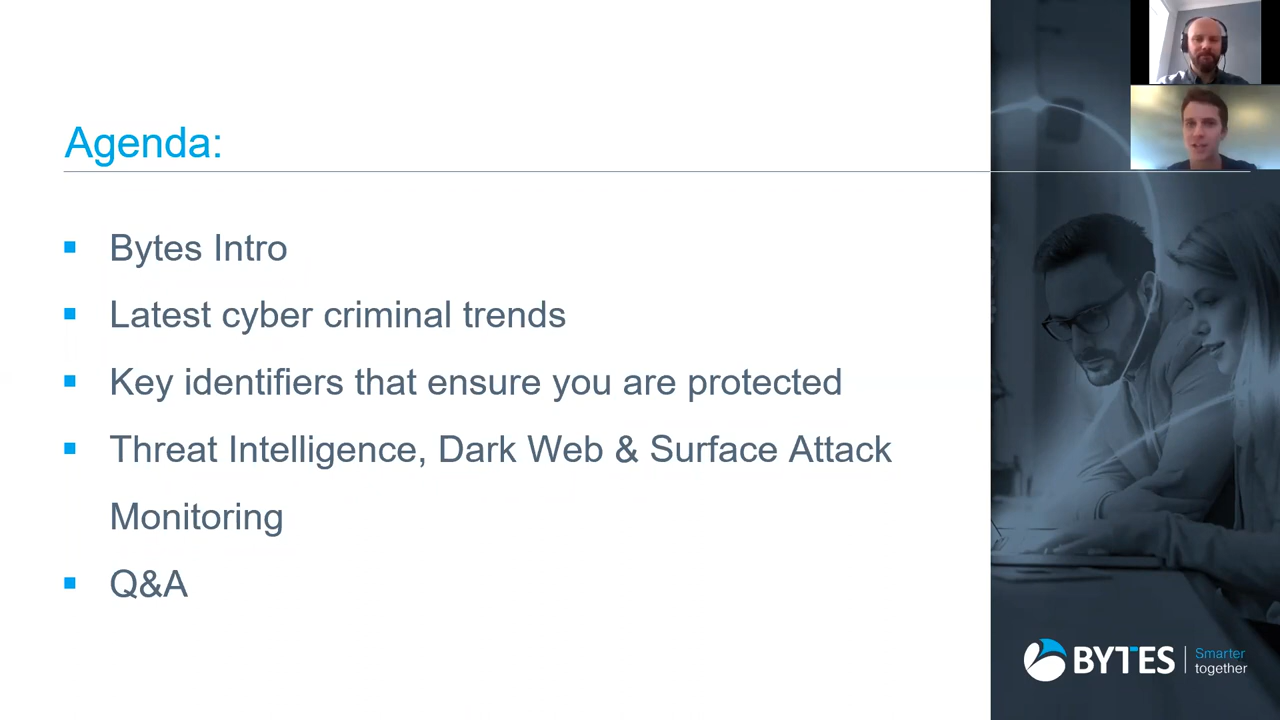 Agenda:
Bytes Intro
Latest cyber criminal trends
Key identifiers that ensure you are protected
Threat Intelligence, Dark Web & Surface Attack
Monitoring
Q&A
BYTES
Smarter
together